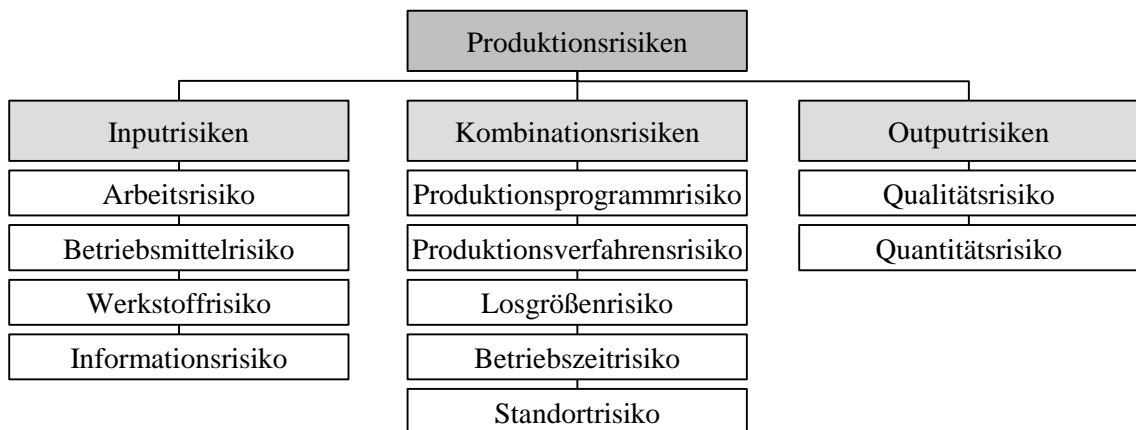 Produktionsrisiken
Inputrisiken
Arbeitsrisiko
Betriebsmittelrisiko
Werkstoffrisiko
Informationsrisiko
Kombinationsrisiken
Produktionsprogrammrisiko
Produktionsverfahrensrisiko
Losgrößenrisiko
Betriebszeitrisiko
Standortrisiko
Outputrisiken
Qualitätsrisiko
Quantitätsrisiko